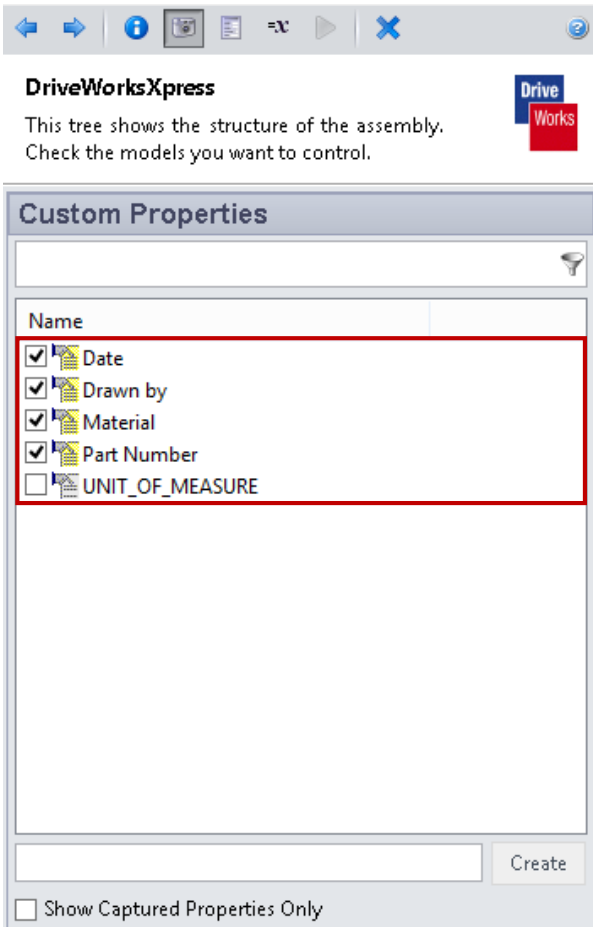 =x
DriveWorksXpress
Drive
Works
This tree shows the structure of the assembly.
Check the models you want to control.
Custom Properties
Name
Date
Drawn by
Material
Part Number
UNIT_OF_MEASURE
Create
Show Captured Properties Only